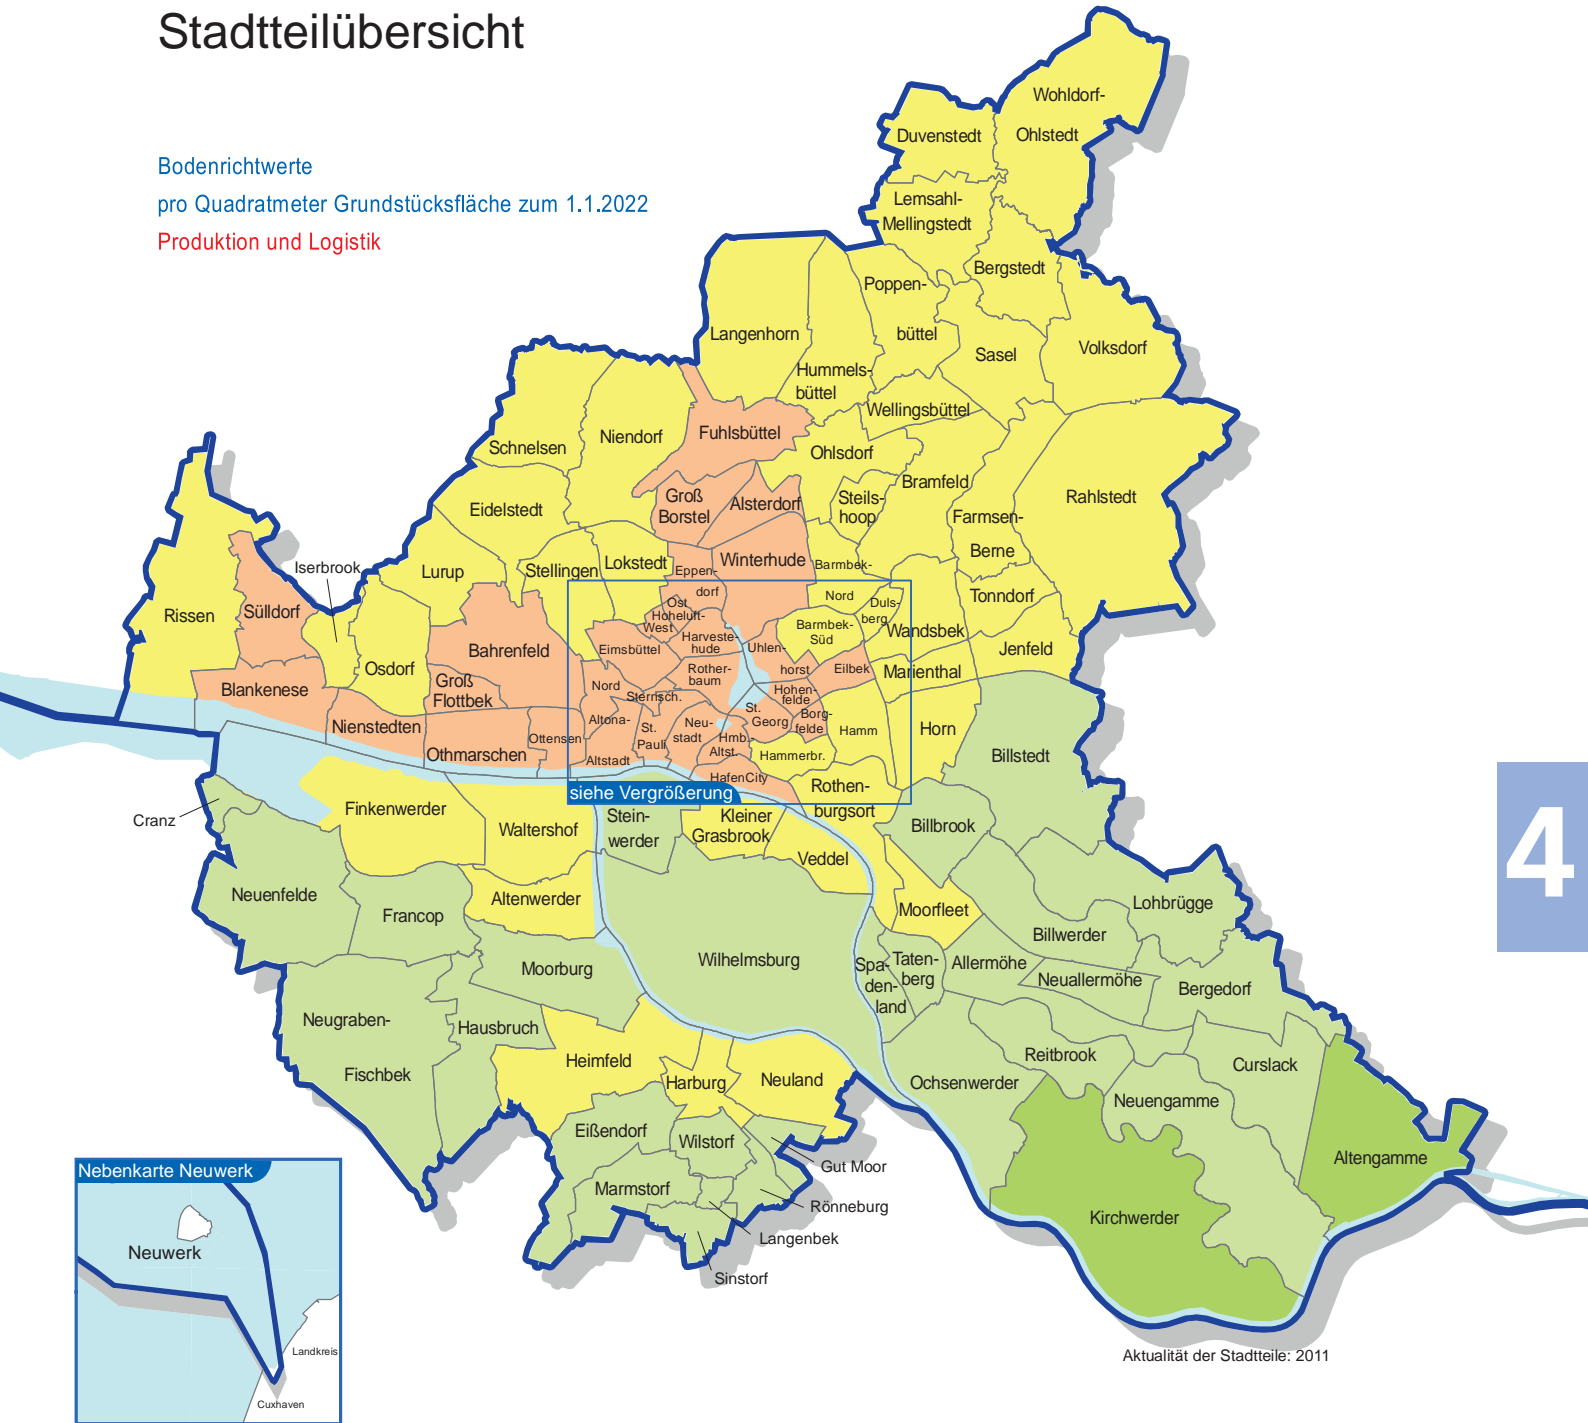 Stadtteilübersicht
Bodenrichtwerte
pro Quadratmeter Grundstücksfläche zum 1.1.2022
Produktion und Logistik
Wohldorf-
Ohlstedt
Duvenstedt
Lemsahl-
Mellingstedt
Bergstedt
Poppen-
büttel
Langenhorn
Hummels-
büttel
Sasel
Volksdorf
Wellingsbüttel
Schnelsen
Niendorf
Fuhlsbüttel
Ohlsdorf
Bramfeld
Rahlstedt
Eidelstedt
Groß
Borstel
Alsterdorf
Steils-
hoop
Farmsen-
Berne
Iserbrook
Lurup
Stellingen
Lokstedt
Eppen-
dorf
Winterhude
Barmbek-
Nord
Tonndorf
Rissen
Sülldorf
Ost
Hoheluft-
West
Duls-
berg
Wandsbek
Barmbek-
Süd
Jenfeld
Osdorf
Bahrenfeld
Eimsbüttel
Harveste-
hude
Uhlen-
horst
Eilbek
Marienthal
Blankenese
Groß
Flottbek
Rother-
baum
Nord
Sternsch.
Hohen-
felde
Nienstedten
Othmarschen
Ottensen
Altona-
Altstadt
St.
Pauli
Neu-
stadt
Hmb.-
Altst.
St.
Georg
Borg-
felde
Hamm
Horn
Billstedt
Hammerbr.
HafenCity
siehe Vergrößerung
Rothen-
burgsort
Cranz
Finkenwerder
Waltershof
Stein-
werder
Kleiner
Grasbrook
Veddel
Billbrook
4
Neuenfelde
Francop
Altenwerder
Moorfleet
Lohbrügge
Billwerder
Moorburg
Wilhelmsburg
Spa-
den-
land
Taten-
berg
Allermöhe
Neuallermöhe
Bergedorf
Neugraben-
Fischbek
Hausbruch
Heimfeld
Harburg
Neuland
Reitbrook
Curslack
Ochsenwerder
Neuengamme
Eißendorf
Wilstorf
Gut Moor
Altengamme
Marmstorf
Rönneburg
Kirchwerder
Langenbek
Sinstorf
Nebenkarte Neuwerk
Neuwerk
Landkreis
Cuxhaven
Aktualität der Stadtteile: 2011